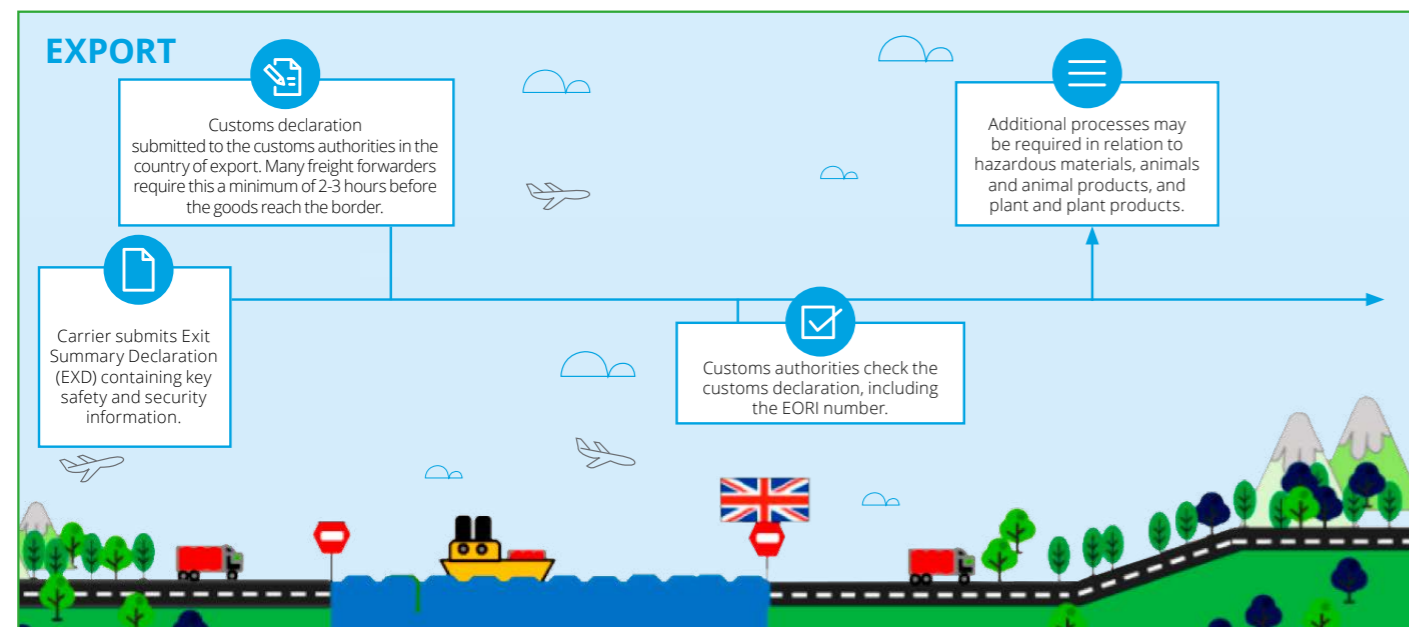 EXPORT
Customs declaration
submitted to the customs authorities in the
country of export. Many freight forwarders
require this a minimum of 2-3 hours before
the goods reach the border.
Carrier submits Exit
Summary Declaration
(EXD) containing key
safety and security
information.
Customs authorities check the
customs declaration, including
the EORI number.
Additional processes may
be required in relation to
hazardous materials, animals
and animal products, and
plant and plant products.